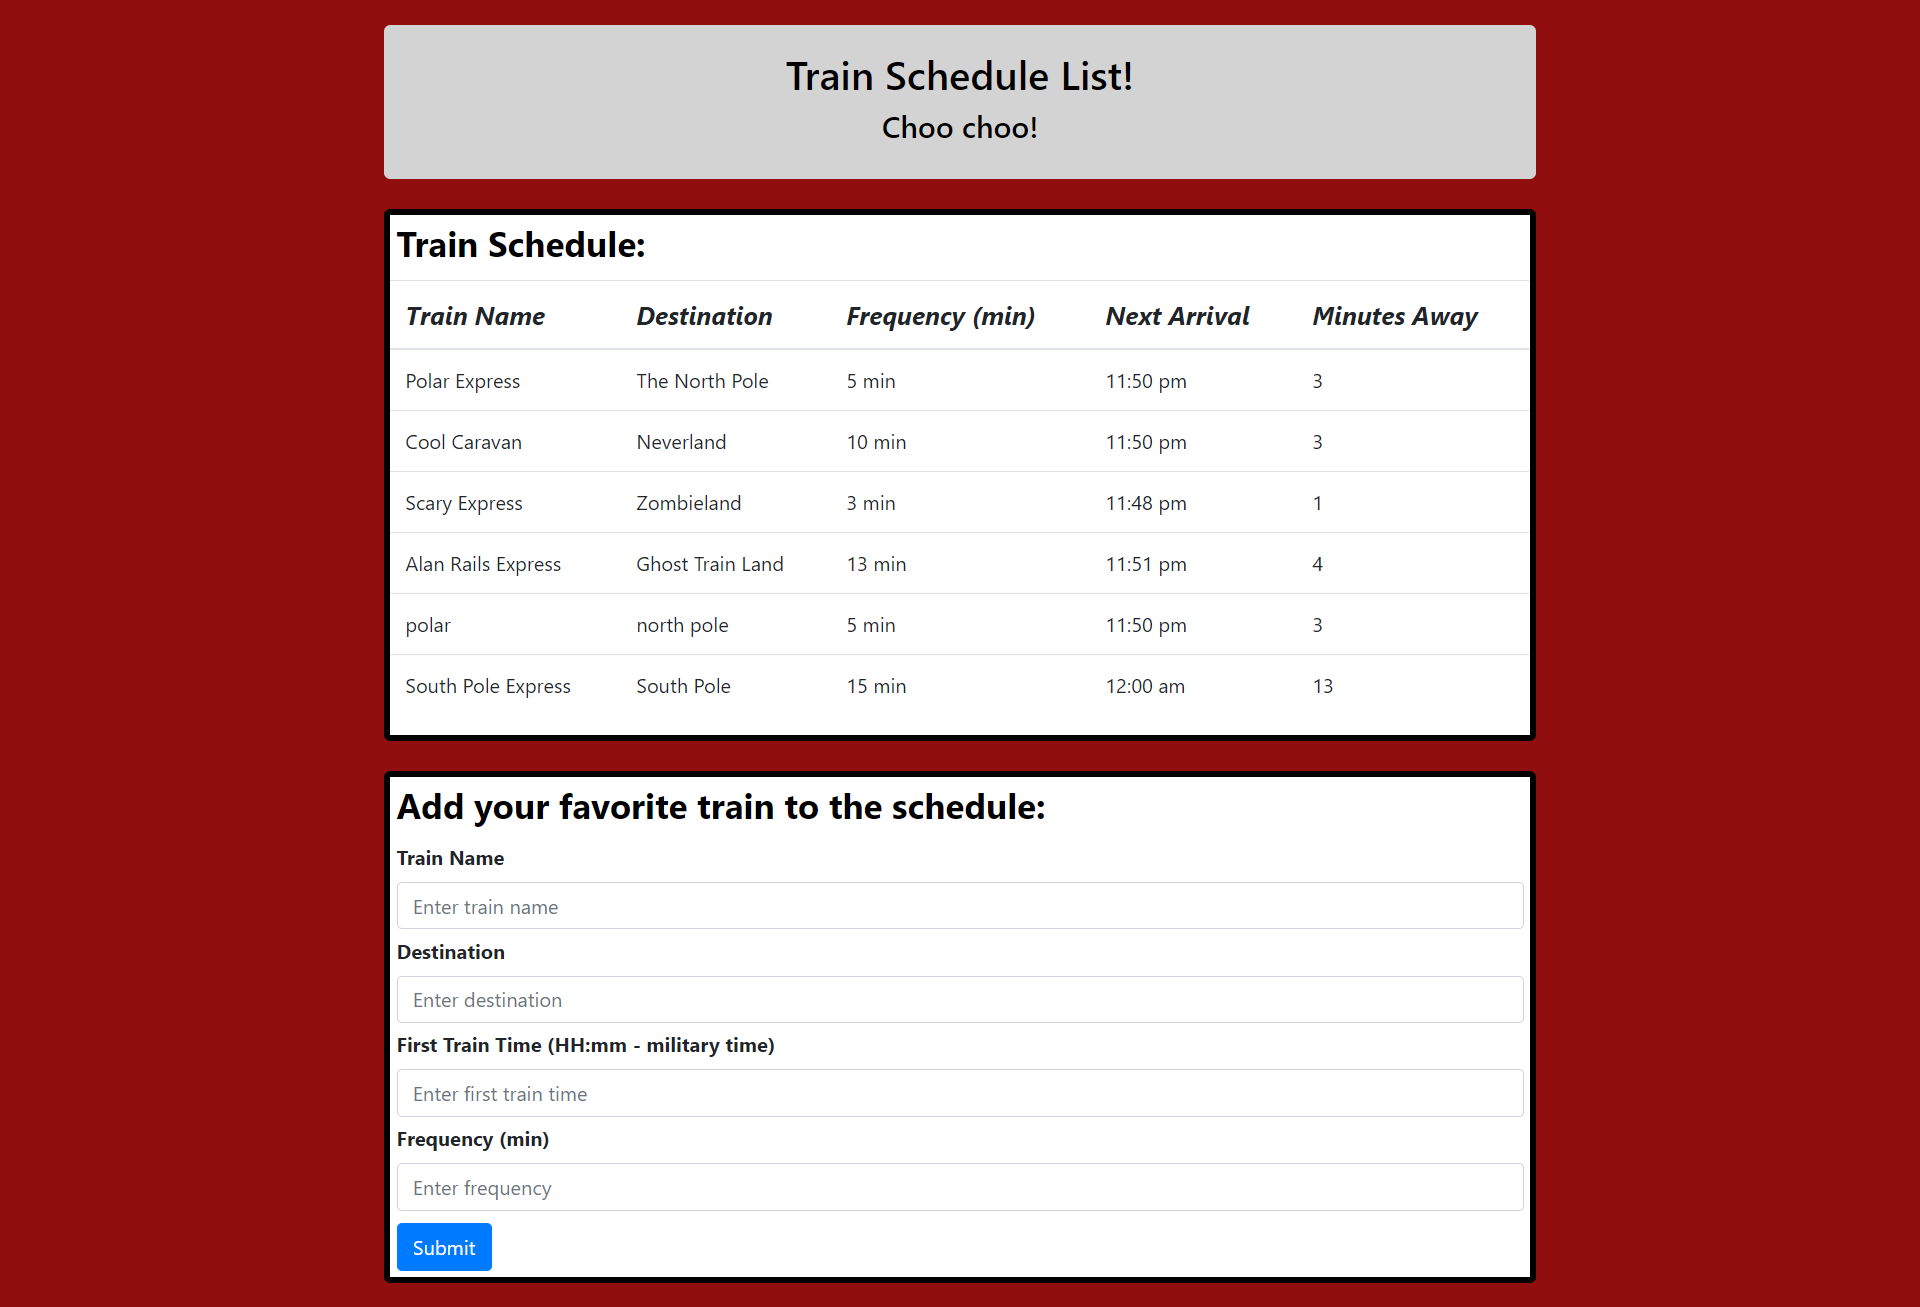 Train Schedule List!
Choo choo!
Train Schedule:
Train Name Destination Frequency (min) Next Arrival Minutes Away
Polar Express The North Pole 5 min 11:50 pm 3
Cool Caravan Neverland 10 min 11:50 pm 3
Scary Express Zombieland 3 min 11:48 pm 1
Alan Rails Express Ghost Train Land 13 min 11:51 pm 4
polar north pole 5 min 11:50 pm 3
South Pole Express South Pole 15 min 12:00 am 13
Add your favorite train to the schedule:
Train Name
Enter train name
Destination
Enter destination
First Train Time (HH:mm - military time)
Enter first train time
Frequency (min)
Enter frequency
Submit